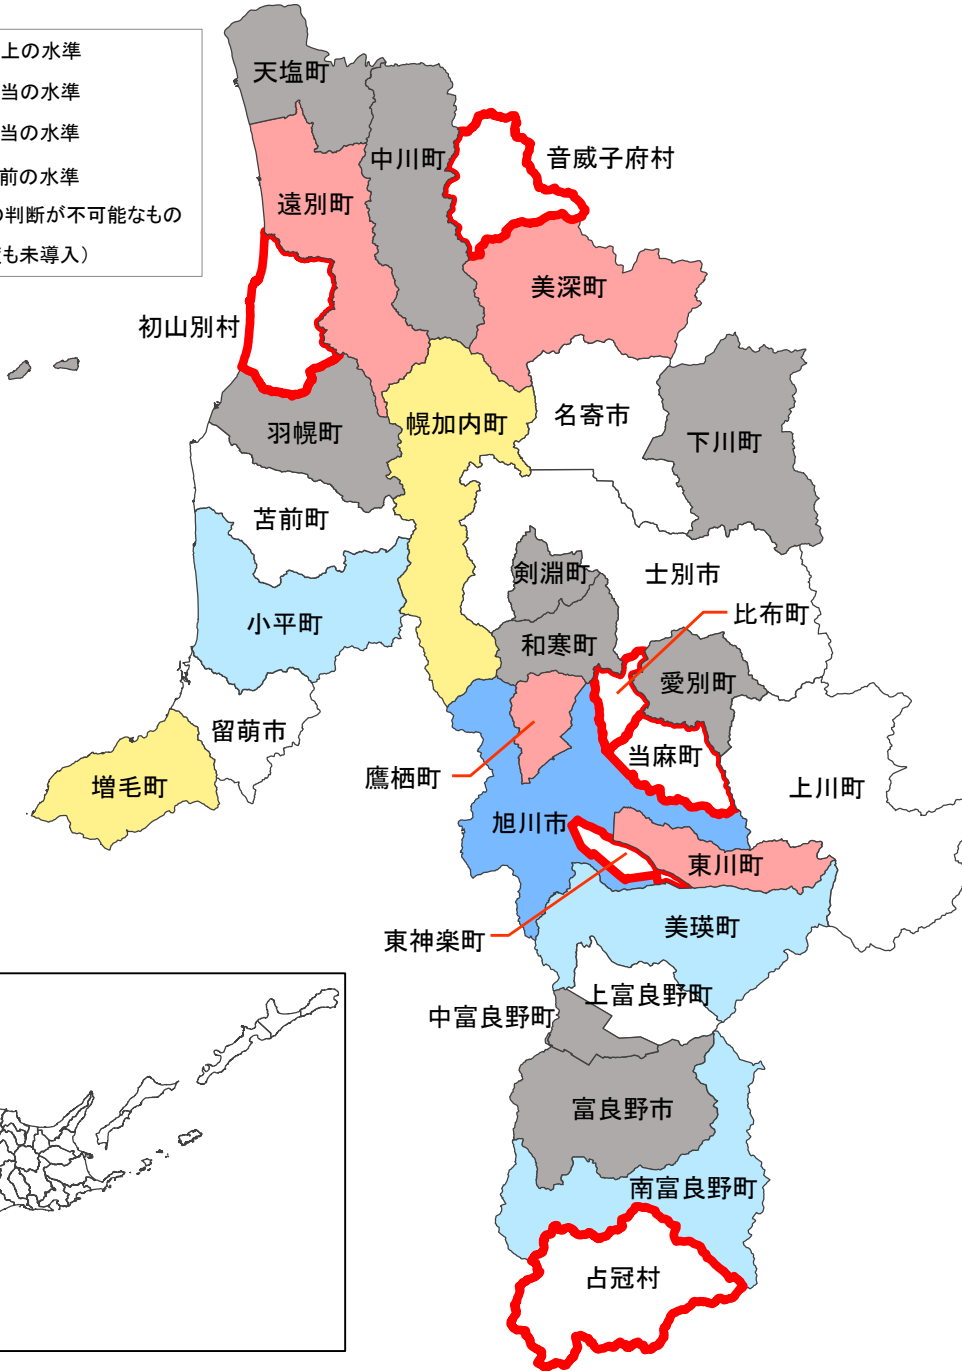 上の水準
当の水準
当の水準
前の水準
の判断が不可能なもの
も未導入）
天塩町
中川町
音威子府村
遠別町
美深町
初山別村
羽幌町
幌加内町
名寄市
下川町
苫前町
剣淵町
士別市
小平町
比布町
和寒町
愛別町
留萌市
当麻町
鷹栖町
増毛町
上川町
旭川市
東川町
東神楽町
美瑛町
上富良野町
中富良野町
富良野市
南富良野町
占冠村